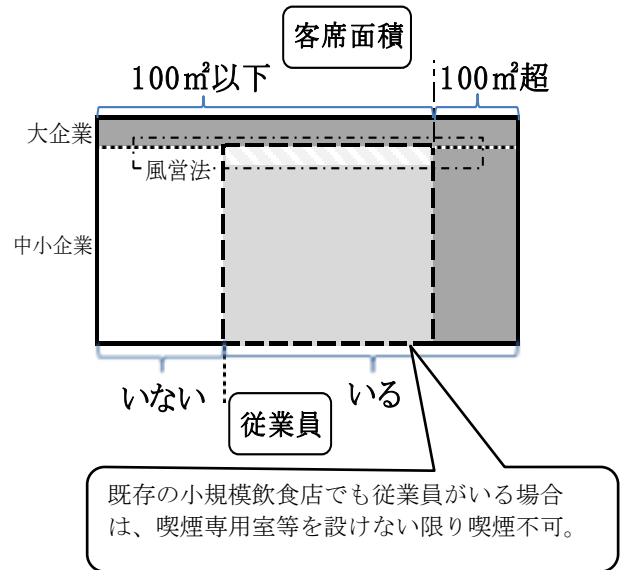 客席面積
100㎡以下
100㎡超
大企業
風営法
中小企業
いない
いる
従業員
既存の小規模飲食店でも従業員がいる場合
は、喫煙専用室等を設けない限り喫煙不可。